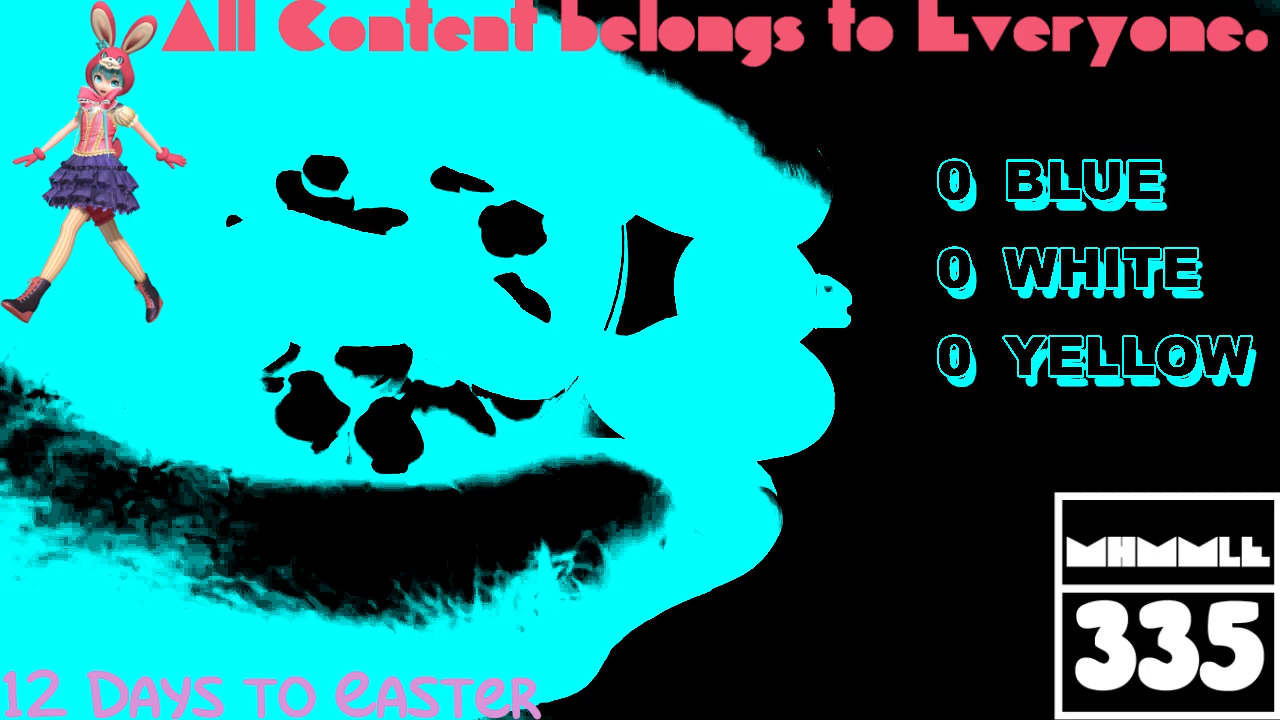 All Content belongs to Everyone.
0 BLUE
0 WHITE
0 YELLOW
MHMMLE
335
12 DAYS TO EASTER